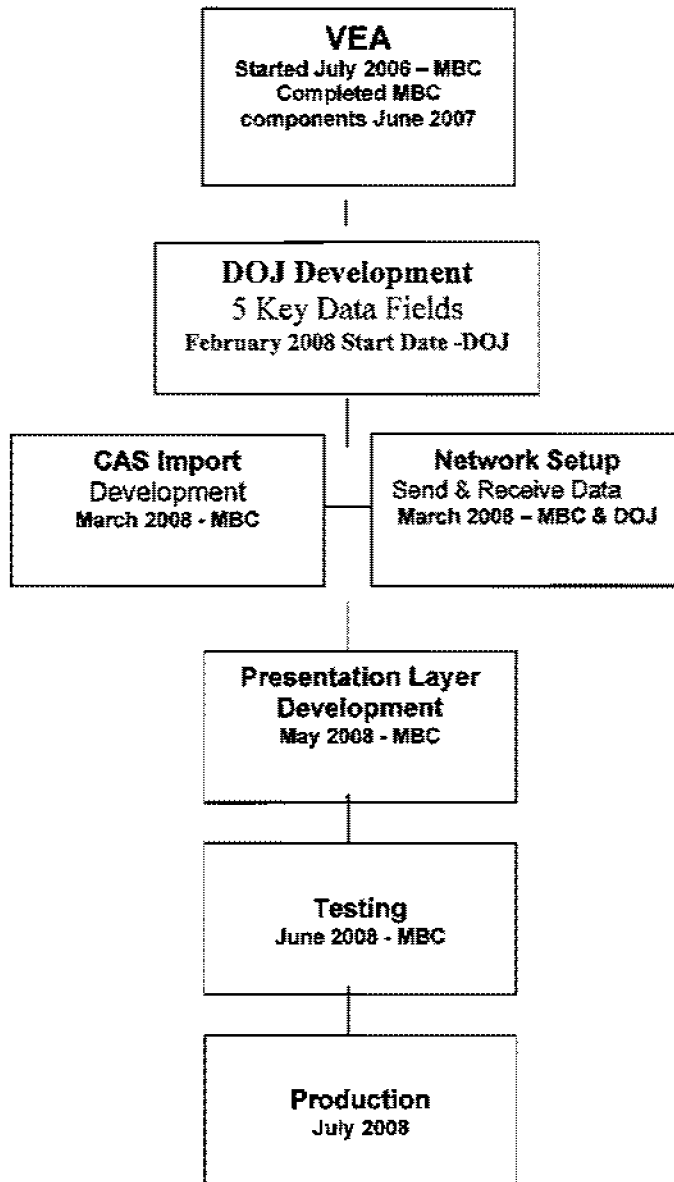 VEA
Started July 2006 – MBC
Completed MBC
components June 2007
DOJ Development
5 Key Data Fields
February 2008 Start Date -DOJ
CAS Import
Development
March 2008 - MBC
Network Setup
Send & Receive Data
March 2008 – MBC & DOJ
Presentation Layer
Development
May 2008 - MBC
Testing
June 2008 - MBC
Production
July 2008